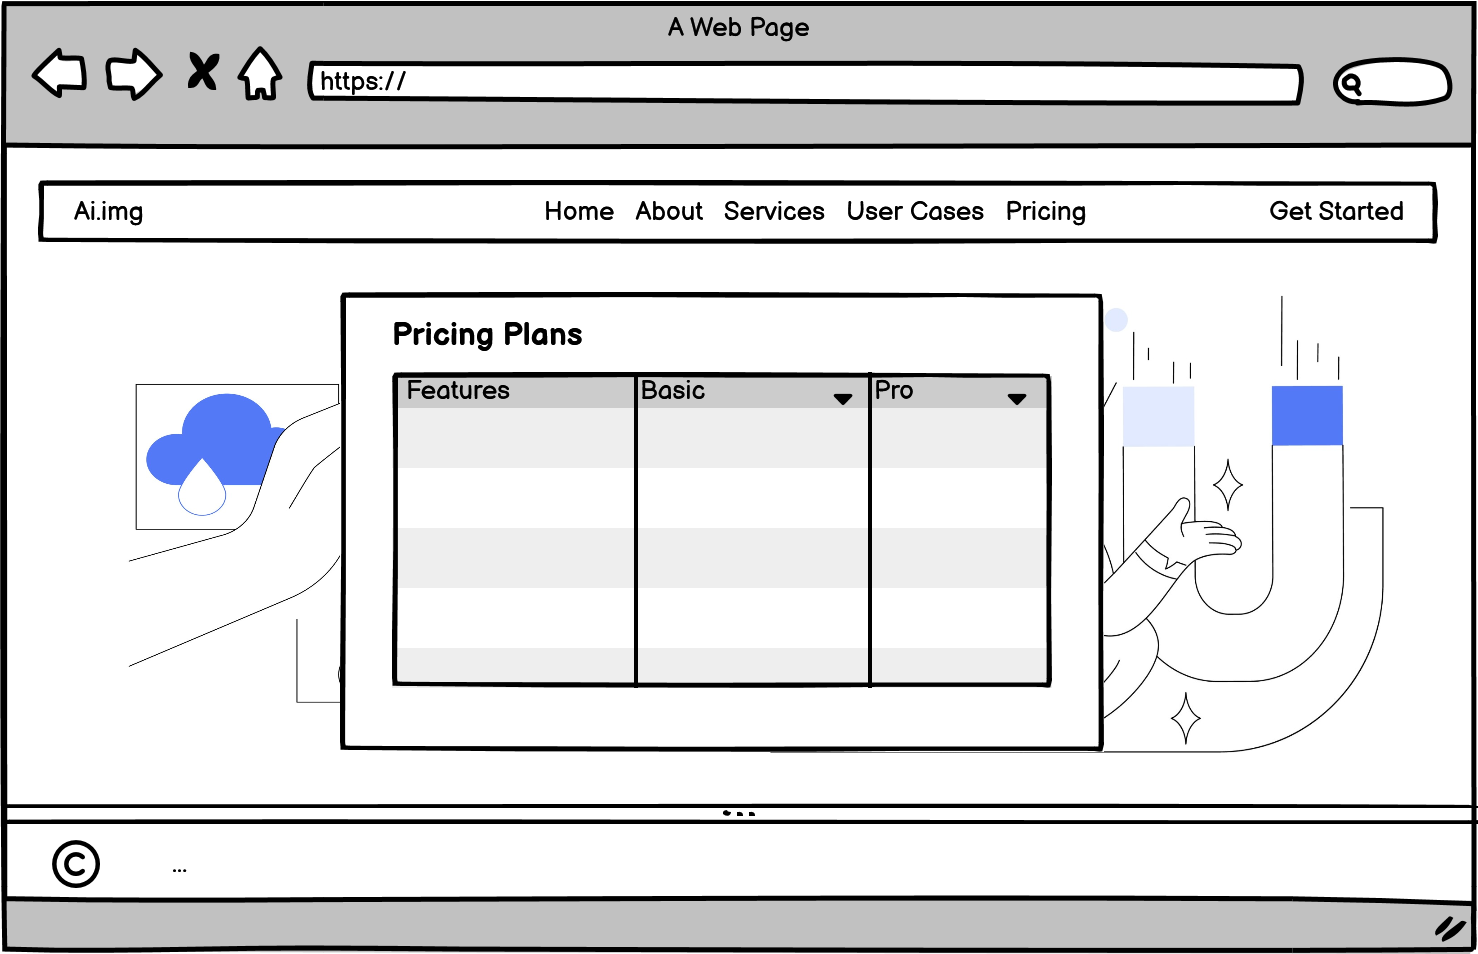 A Web Page
https://
Ai.img Home About Services User Cases Pricing Get Started
Pricing Plans
Features Basic Pro
©
...